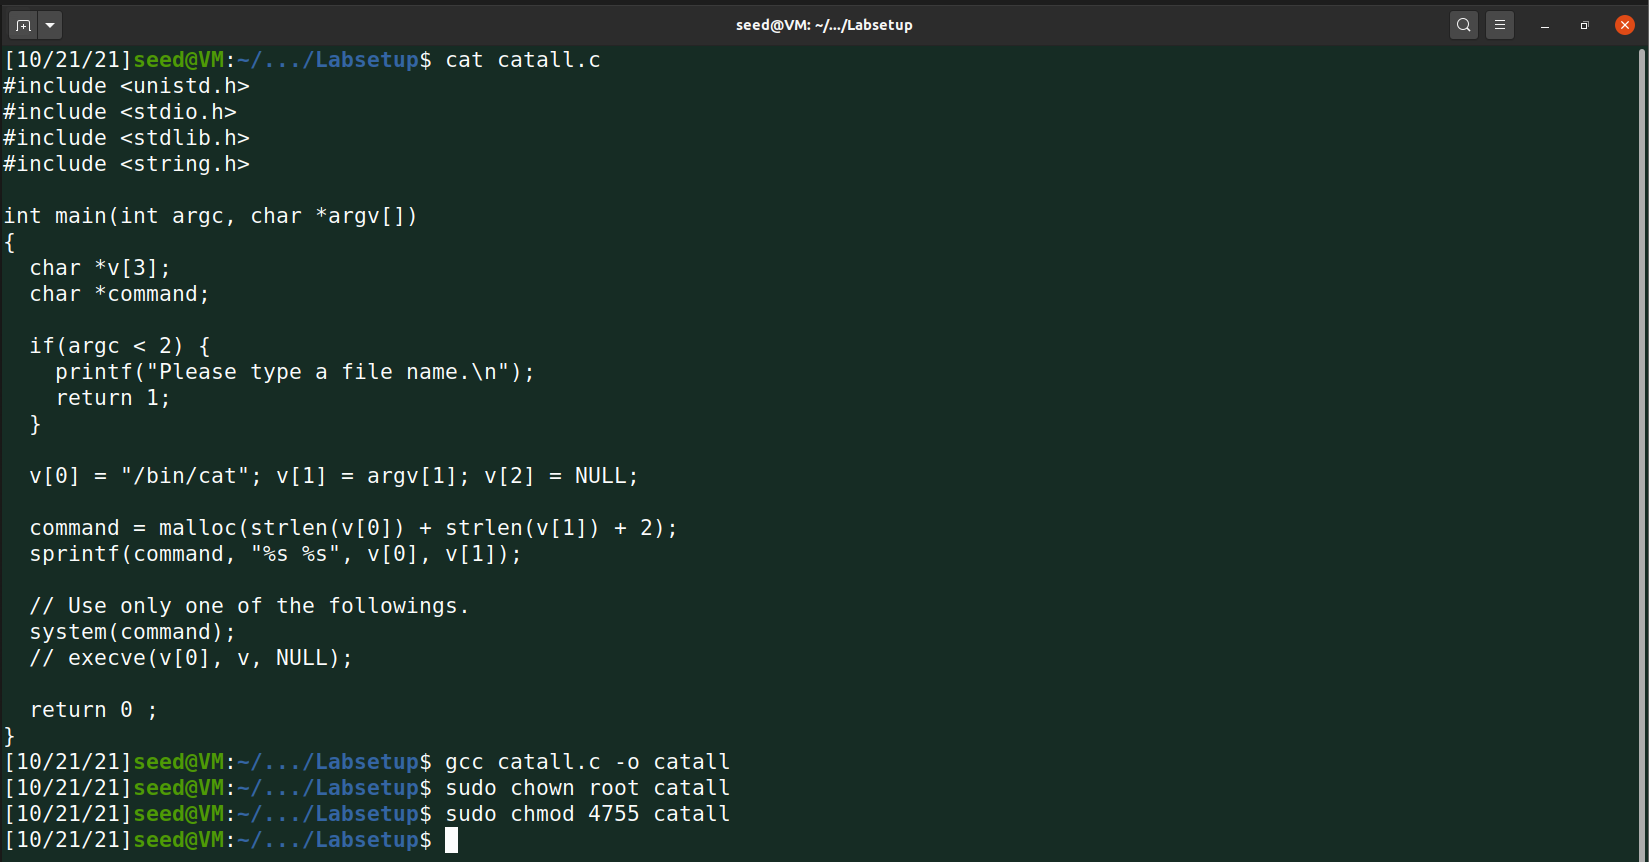 seed@VM: ~/.../Labsetup
[10/21/21]seed@VM:~/.../Labsetup$ cat catall.c
#include <unistd.h>
#include <stdio.h>
#include <stdlib.h>
#include <string.h>

int main(int argc, char *argv[])
{
  char *v[3];
  char *command;

  if(argc < 2) {
    printf("Please type a file name.\n");
    return 1;
  }

  v[0] = "/bin/cat"; v[1] = argv[1]; v[2] = NULL;

  command = malloc(strlen(v[0]) + strlen(v[1]) + 2);
  sprintf(command, "%s %s", v[0], v[1]);

  // Use only one of the followings.
  system(command);
  // execve(v[0], v, NULL);

  return 0 ;
}
[10/21/21]seed@VM:~/.../Labsetup$ gcc catall.c -o catall
[10/21/21]seed@VM:~/.../Labsetup$ sudo chown root catall
[10/21/21]seed@VM:~/.../Labsetup$ sudo chmod 4755 catall
[10/21/21]seed@VM:~/.../Labsetup$